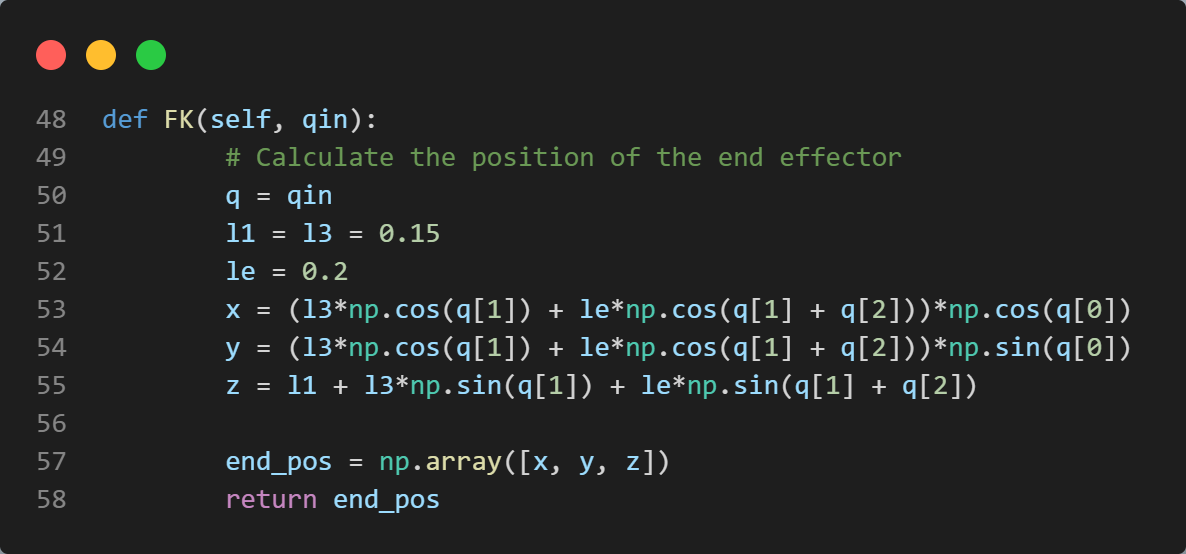 48 def FK(self, qin):
49         # Calculate the position of the end effector
50         q = qin
51         l1 = l3 = 0.15
52         le = 0.2
53         x = (l3*np.cos(q[1]) + le*np.cos(q[1] + q[2]))*np.cos(q[0])
54         y = (l3*np.cos(q[1]) + le*np.cos(q[1] + q[2]))*np.sin(q[0])
55         z = l1 + l3*np.sin(q[1]) + le*np.sin(q[1] + q[2])
56
57         end_pos = np.array([x, y, z])
58         return end_pos